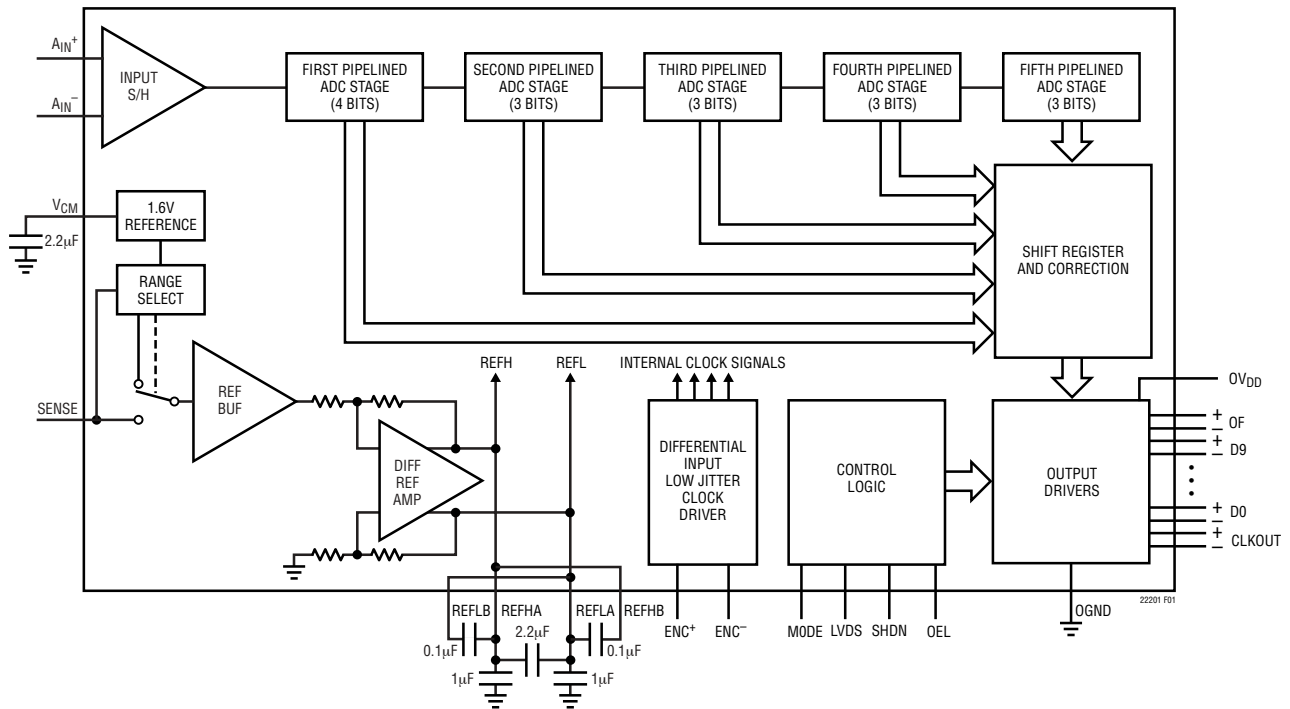 AIN+
INPUT
S/H
AIN−
FIRST PIPELINED
ADC STAGE
(4 BITS)
SECOND PIPELINED
ADC STAGE
(3 BITS)
THIRD PIPELINED
ADC STAGE
(3 BITS)
FOURTH PIPELINED
ADC STAGE
(3 BITS)
FIFTH PIPELINED
ADC STAGE
(3 BITS)
VCM
2.2µF
1.6V
REFERENCE
RANGE
SELECT
SHIFT REGISTER
AND CORRECTION
SENSE
REF
BUF
DIFF
REF
AMP
REFH
REFL
INTERNAL CLOCK SIGNALS
DIFFERENTIAL
INPUT
LOW JITTER
CLOCK
DRIVER
CONTROL
LOGIC
OUTPUT
DRIVERS
OVDD
+
− OF
+
− D9
+
− D0
+
− CLKOUT
OGND
22201 F01
REFLB
REFHA
REFLA
REFHB
2.2µF
0.1µF
0.1µF
1µF
1µF
ENC+
ENC−
MODE
LVDS
SHDN
OEL